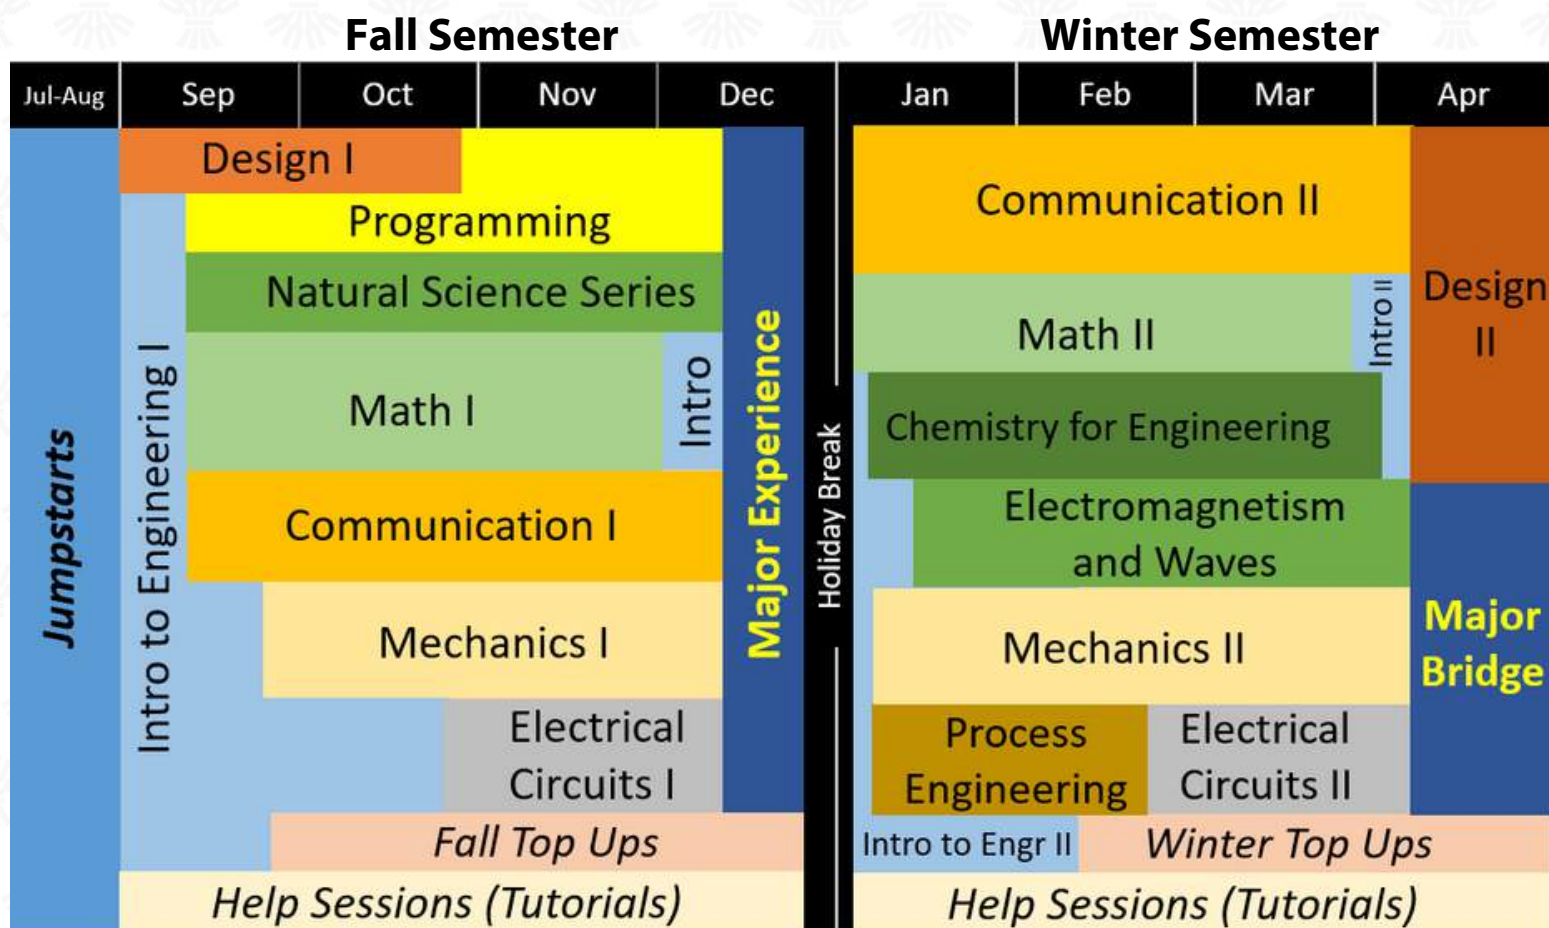 Fall Semester
Winter Semester
Jul-Aug
Sep
Oct
Nov
Dec
Jan
Feb
Mar
Apr
Jumpstarts
Intro to Engineering I
Design I
Programming
Natural Science Series
Math I
Intro
Communication I
Mechanics I
Electrical
Circuits I
Fall Top Ups
Help Sessions (Tutorials)
Major Experience
Holiday Break
Communication II
Math II
Intro II
Chemistry for Engineering
Electromagnetism
and Waves
Mechanics II
Process
Engineering
Electrical
Circuits II
Intro to Engr II
Winter Top Ups
Help Sessions (Tutorials)
Design
II
Major
Bridge